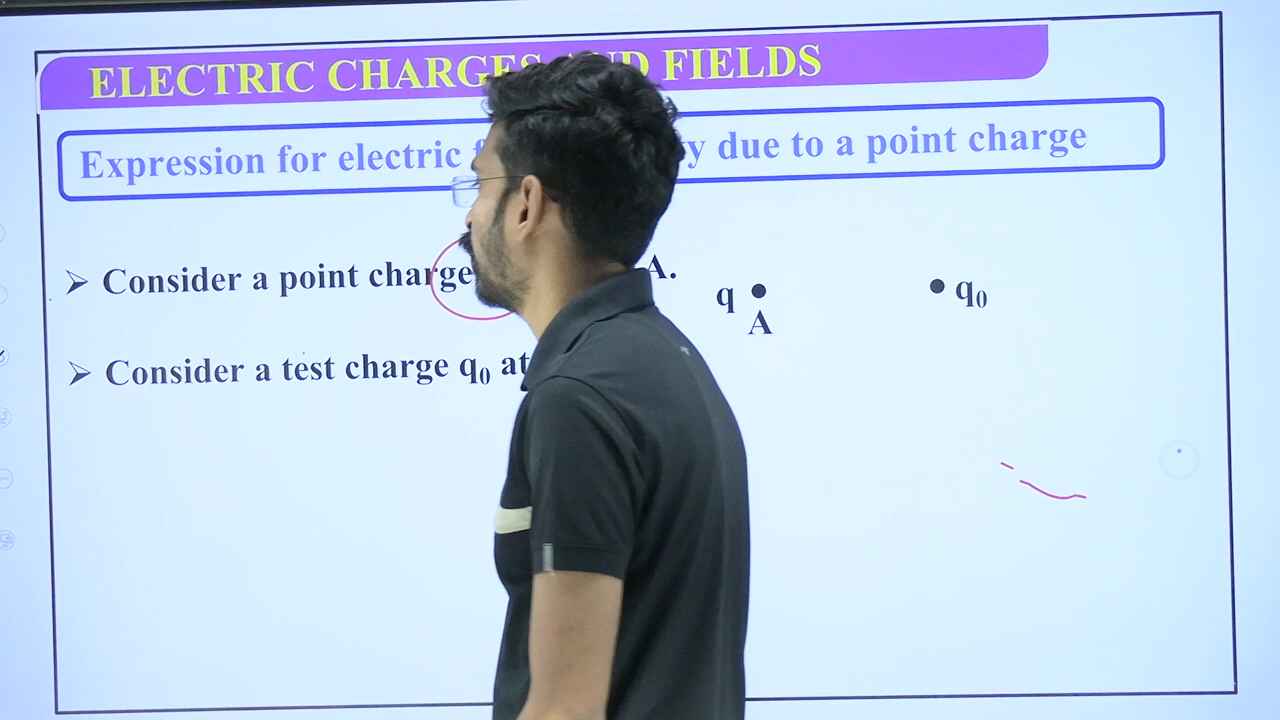 ELECTRIC CHARGES AND FIELDS
Expression for electric due to a point charge
Consider a point charge A.
q A q₀
Consider a test charge q₀ at